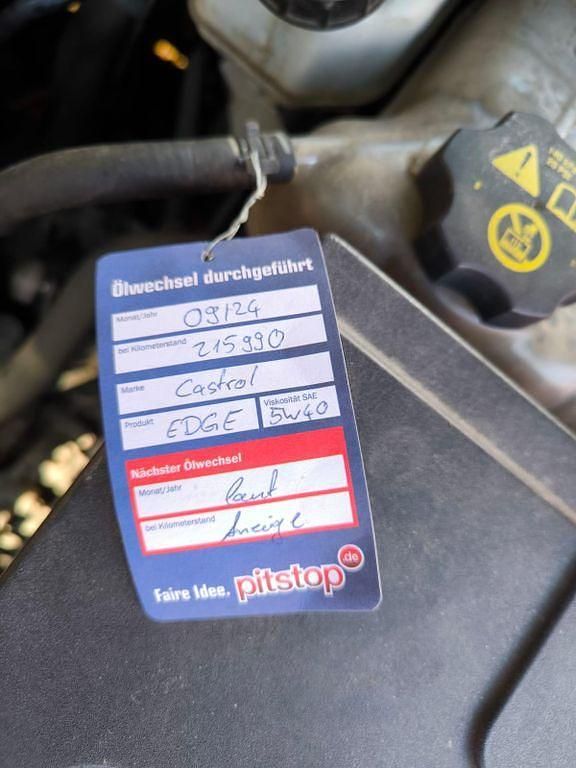 Ölwechsel durchgeführt
Monat/Jahr 09/24
bei Kilometerstand 215990
Marke Castrol
Produkt EDGE Viskosität SAE 5W40
Nächster Ölwechsel
Monat/Jahr laut
bei Kilometerstand Anzeige
Faire Idee. pitstop.de